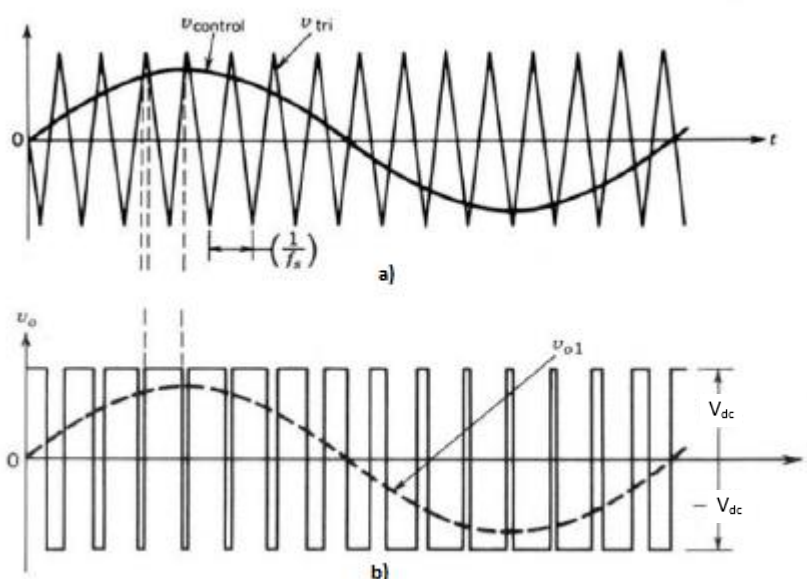 v_control
v_tri
0
t
(1/f_s)
a)
v_o
v_o1
V_dc
0
– V_dc
b)